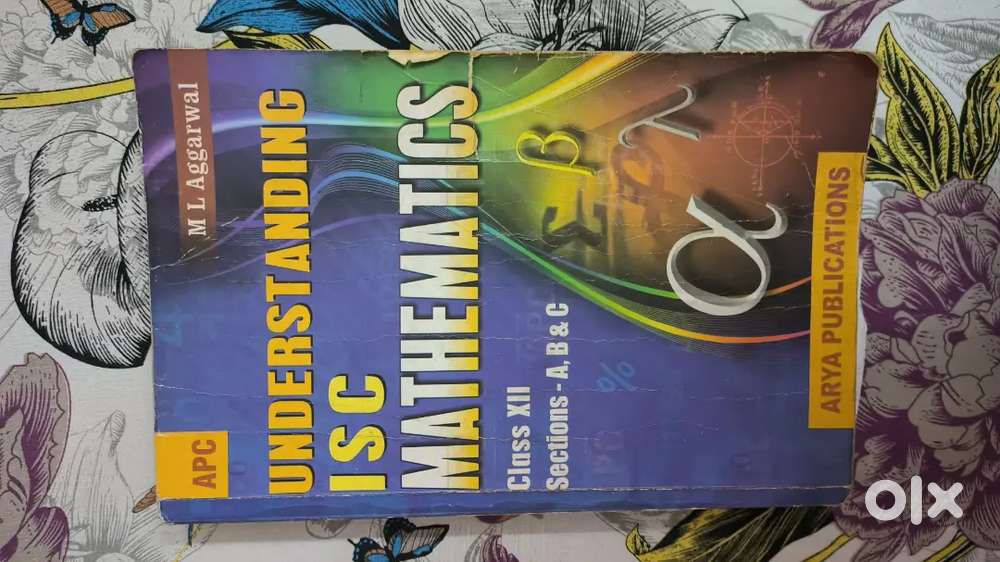 APC
M L Aggarwal
UNDERSTANDING
ISC
MATHEMATICS
Class XII
Sections - A, B & C
β
Σ
λ
α
%
ARYA PUBLICATIONS
olx